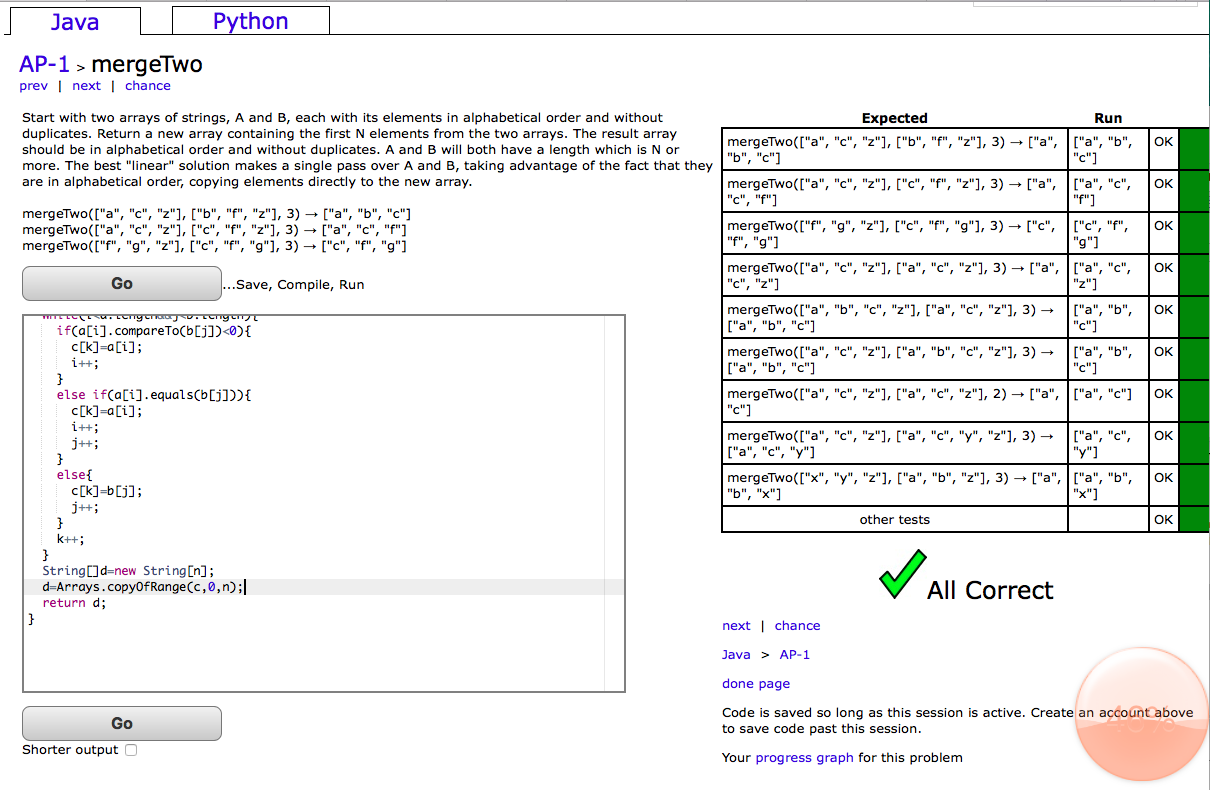 Java
Python
AP-1 > mergeTwo
prev | next | chance
Start with two arrays of strings, A and B, each with its elements in alphabetical order and without
duplicates. Return a new array containing the first N elements from the two arrays. The result array
should be in alphabetical order and without duplicates. A and B will both have a length which is N or
more. The best "linear" solution makes a single pass over A and B, taking advantage of the fact that they
are in alphabetical order, copying elements directly to the new array.
mergeTwo(["a", "c", "z"], ["b", "f", "z"], 3) → ["a", "b", "c"]
mergeTwo(["a", "c", "z"], ["c", "f", "z"], 3) → ["a", "c", "f"]
mergeTwo(["f", "g", "z"], ["c", "f", "g"], 3) → ["c", "f", "g"]
Go
...Save, Compile, Run
if(a[i].compareTo(b[j])<0){
c[k]=a[i];
i++;
}
else if(a[i].equals(b[j])){
c[k]=a[i];
i++;
j++;
}
else{
c[k]=b[j];
j++;
}
k++;
}
String[]d=new String[n];
d=Arrays.copyOfRange(c,0,n);
return d;
}
Go
Shorter output
Expected Run
mergeTwo(["a", "c", "z"], ["b", "f", "z"], 3) → ["a", ["a", "b", OK
"b", "c"] "c"]
mergeTwo(["a", "c", "z"], ["c", "f", "z"], 3) → ["a", ["a", "c", OK
"c", "f"] "f"]
mergeTwo(["f", "g", "z"], ["c", "f", "g"], 3) → ["c", ["c", "f", OK
"f", "g"] "g"]
mergeTwo(["a", "c", "z"], ["a", "c", "z"], 3) → ["a", ["a", "c", OK
"c", "z"] "z"]
mergeTwo(["a", "b", "c", "z"], ["a", "c", "z"], 3) → ["a", "b", OK
["a", "b", "c"] "c"]
mergeTwo(["a", "c", "z"], ["a", "b", "c", "z"], 3) → ["a", "b", OK
["a", "b", "c"] "c"]
mergeTwo(["a", "c", "z"], ["a", "c", "z"], 2) → ["a", ["a", "c"] OK
"c"]
mergeTwo(["a", "c", "z"], ["a", "c", "y", "z"], 3) → ["a", "c", OK
["a", "c", "y"] "y"]
mergeTwo(["x", "y", "z"], ["a", "b", "z"], 3) → ["a", ["a", "b", OK
"b", "x"] "x"]
other tests OK
All Correct
next | chance
Java > AP-1
done page
Code is saved so long as this session is active. Create an account above
to save code past this session.
Your progress graph for this problem